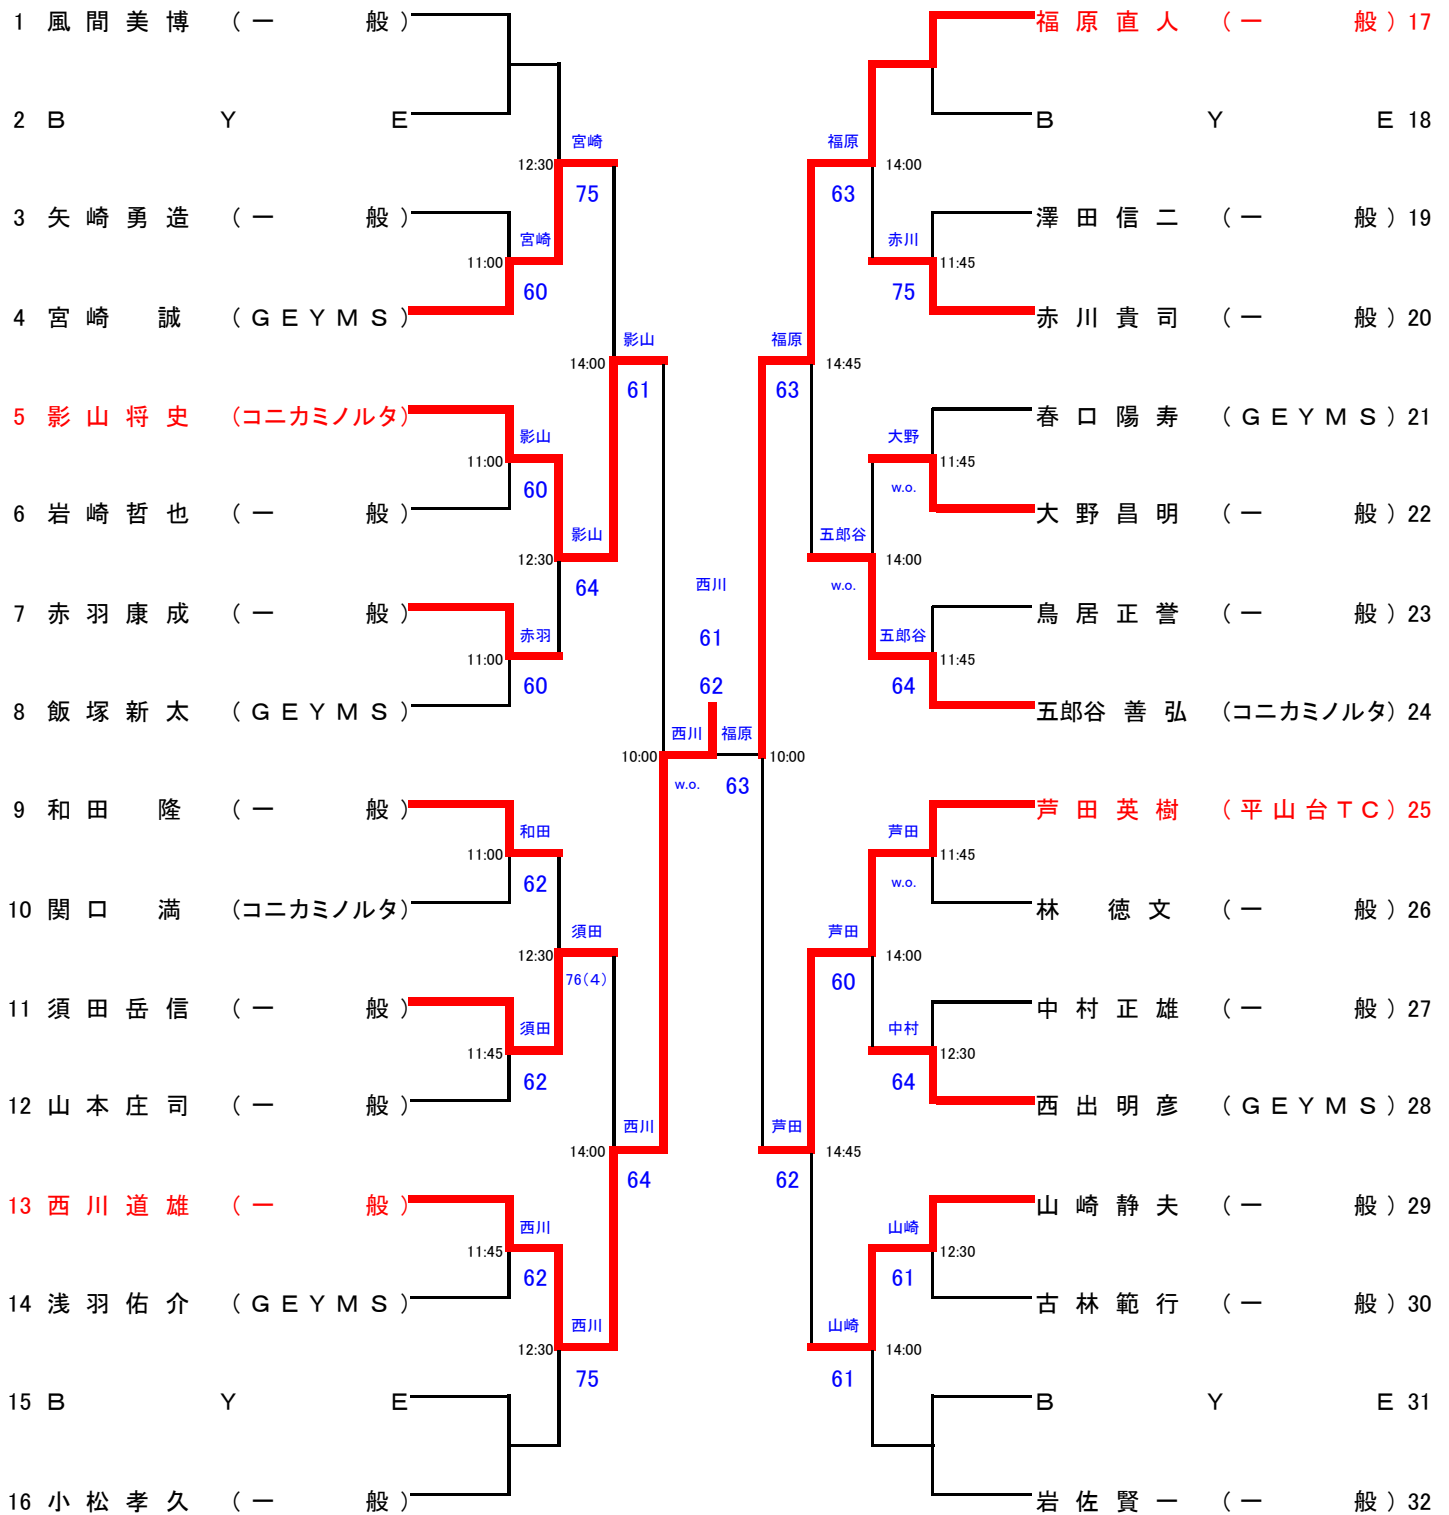 1 風間美博 (一般)
2 BYE
12:30 宮崎
75
3 矢崎勇造 (一般)
11:00 宮崎
60
4 宮崎 誠 (GEYMS)
14:00 影山
61
5 影山将史 (コニカミノルタ)
11:00 影山
60
6 岩崎哲也 (一般)
12:30 影山
64
7 赤羽康成 (一般)
11:00 赤羽
60
8 飯塚新太 (GEYMS)
10:00 西川
w.o.
9 和田 隆 (一般)
11:00 和田
62
10 関口 満 (コニカミノルタ)
12:30 須田
76(4)
11 須田岳信 (一般)
11:45 須田
62
12 山本庄司 (一般)
14:00 西川
64
13 西川道雄 (一般)
11:45 西川
62
14 浅羽佑介 (GEYMS)
12:30 西川
75
15 BYE
16 小松孝久 (一般)
西川
61
62
福原直人 (一般) 17
BYE 18
福原 14:00
63
澤田信二 (一般) 19
赤川 11:45
75
赤川貴司 (一般) 20
福原 14:45
63
春口陽寿 (GEYMS) 21
大野 11:45
w.o.
大野昌明 (一般) 22
五郎谷 14:00
w.o.
鳥居正誉 (一般) 23
五郎谷 11:45
64
五郎谷善弘 (コニカミノルタ) 24
福原 10:00
63
芦田英樹 (平山台TC) 25
芦田 11:45
w.o.
林 徳文 (一般) 26
芦田 14:00
60
中村正雄 (一般) 27
中村 12:30
64
西出明彦 (GEYMS) 28
芦田 14:45
62
山崎静夫 (一般) 29
山崎 12:30
61
古林範行 (一般) 30
山崎 14:00
61
BYE 31
岩佐賢一 (一般) 32